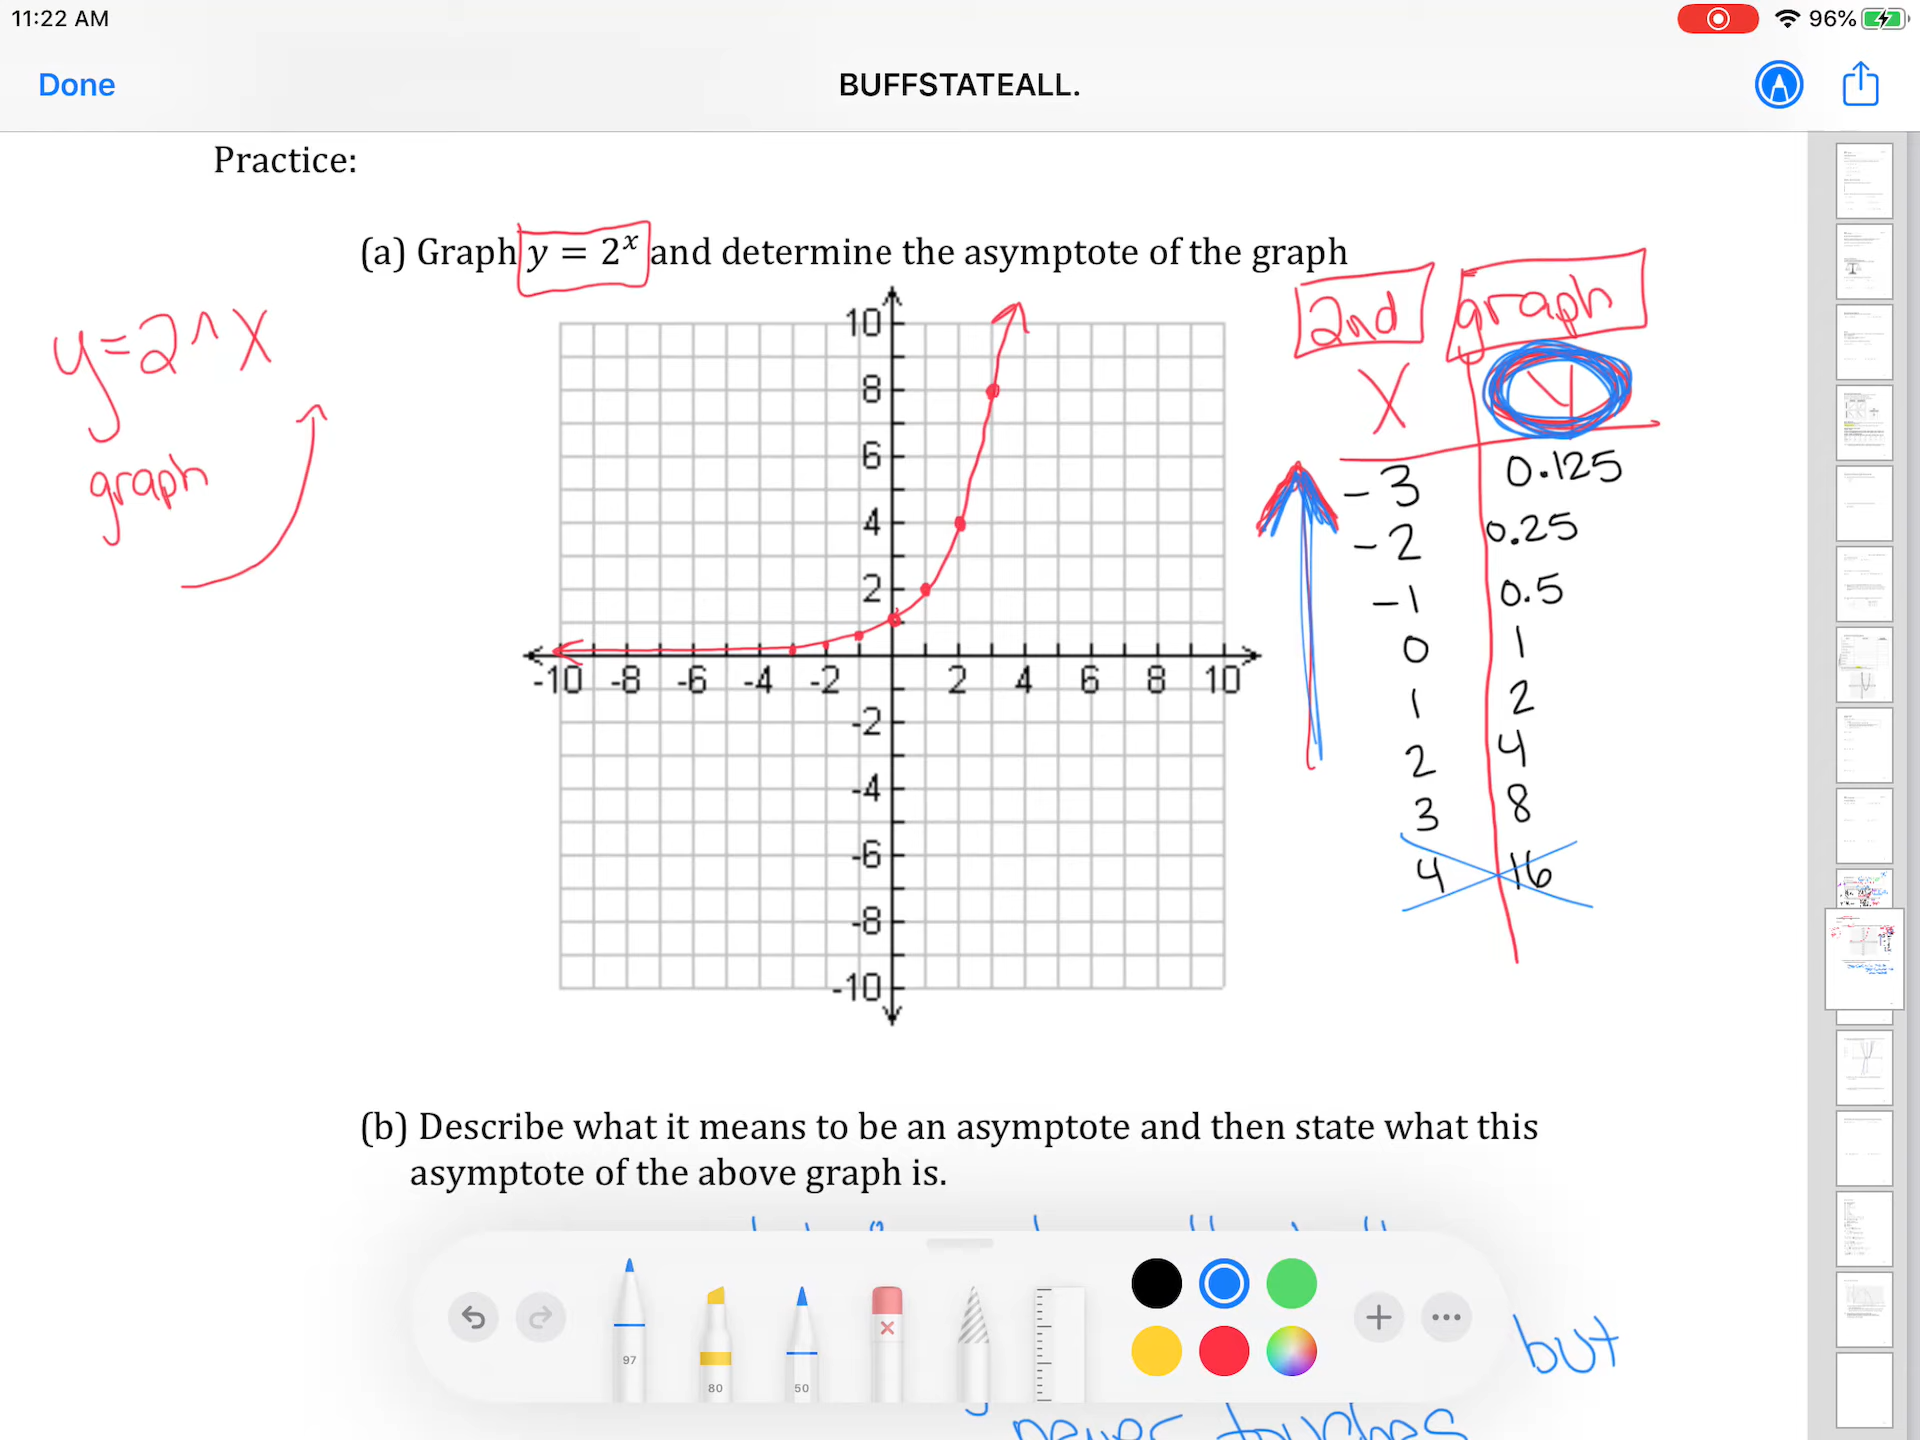 11:22 AM
96%
Done
BUFFSTATEALL.
Practice:
(a) Graph y = 2^x and determine the asymptote of the graph
y=2^x
graph
2nd graph
X Y
-3 0.125
-2 0.25
-1 0.5
0 1
1 2
2 4
3 8
4 16
10
8
6
4
2
-10 -8 -6 -4 -2 2 4 6 8 10
-2
-4
-6
-8
-10
(b) Describe what it means to be an asymptote and then state what this
asymptote of the above graph is.
97
80
50
but
never touches